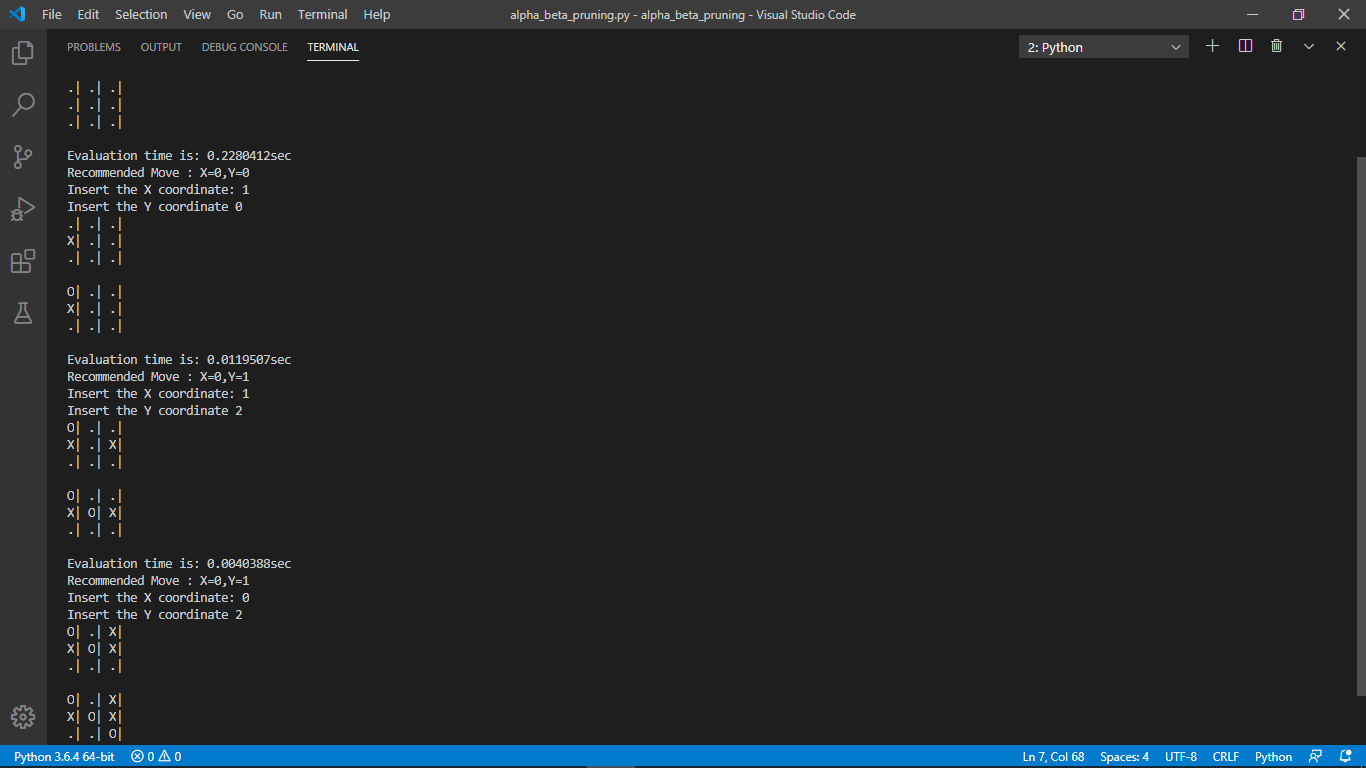 File Edit Selection View Go Run Terminal Help alpha_beta_pruning.py - alpha_beta_pruning - Visual Studio Code
PROBLEMS OUTPUT DEBUG CONSOLE TERMINAL 2: Python
.| .| .|
.| .| .|
.| .| .|
Evaluation time is: 0.2280412sec
Recommended Move : X=0,Y=0
Insert the X coordinate: 1
Insert the Y coordinate 0
.| .| .|
X| .| .|
.| .| .|
O| .| .|
X| .| .|
.| .| .|
Evaluation time is: 0.0119507sec
Recommended Move : X=0,Y=1
Insert the X coordinate: 1
Insert the Y coordinate 2
O| .| .|
X| .| X|
.| .| .|
O| .| .|
X| O| X|
.| .| .|
Evaluation time is: 0.0040388sec
Recommended Move : X=0,Y=1
Insert the X coordinate: 0
Insert the Y coordinate 2
O| .| X|
X| O| X|
.| .| .|
O| .| X|
X| O| X|
.| .| O|
Python 3.6.4 64-bit 0 0 Ln 7, Col 68 Spaces: 4 UTF-8 CRLF Python